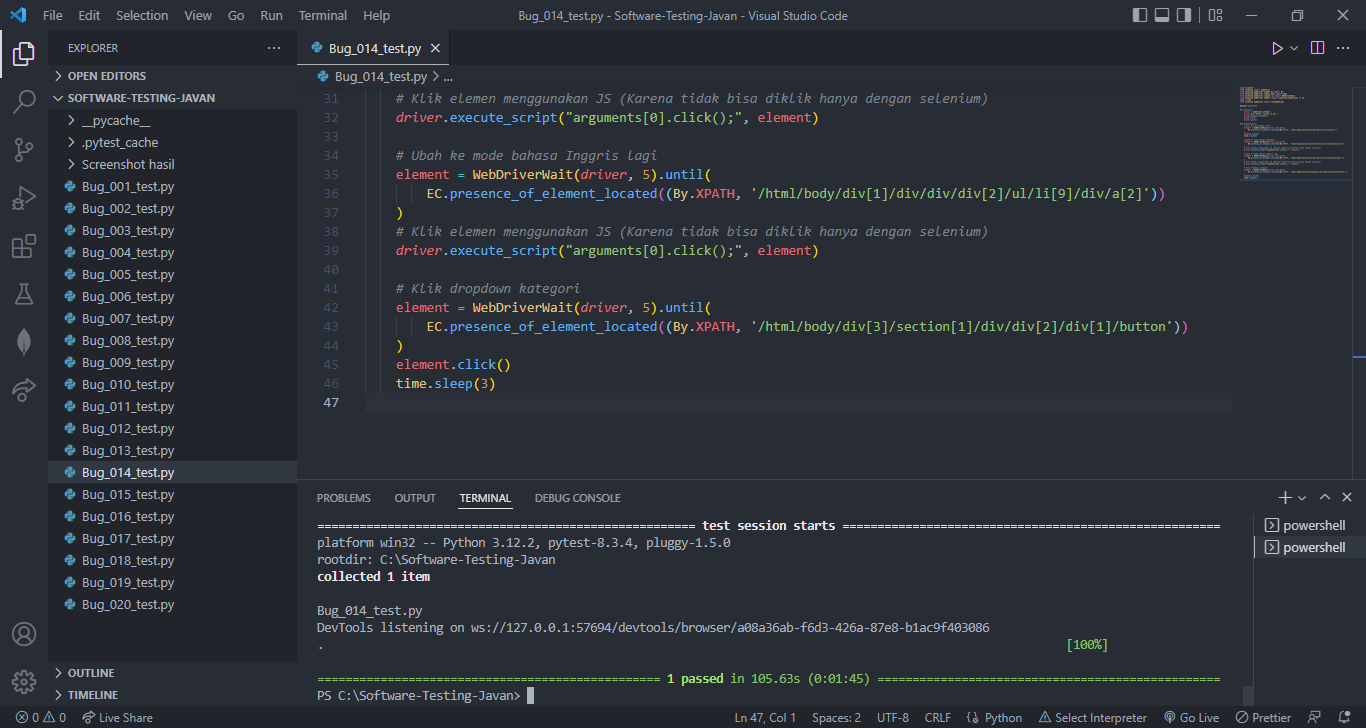 File Edit Selection View Go Run Terminal Help
Bug_014_test.py - Software-Testing-Javan - Visual Studio Code
EXPLORER
OPEN EDITORS
SOFTWARE-TESTING-JAVAN
__pycache__
.pytest_cache
Screenshot hasil
Bug_001_test.py
Bug_002_test.py
Bug_003_test.py
Bug_004_test.py
Bug_005_test.py
Bug_006_test.py
Bug_007_test.py
Bug_008_test.py
Bug_009_test.py
Bug_010_test.py
Bug_011_test.py
Bug_012_test.py
Bug_013_test.py
Bug_014_test.py
Bug_015_test.py
Bug_016_test.py
Bug_017_test.py
Bug_018_test.py
Bug_019_test.py
Bug_020_test.py
OUTLINE
TIMELINE
Bug_014_test.py
Bug_014_test.py > ...
31 # Klik elemen menggunakan JS (Karena tidak bisa diklik hanya dengan selenium)
32 driver.execute_script("arguments[0].click();", element)
33
34 # Ubah ke mode bahasa Inggris lagi
35 element = WebDriverWait(driver, 5).until(
36 EC.presence_of_element_located((By.XPATH, '/html/body/div[1]/div/div/div[2]/ul/li[9]/div/a[2]'))
37 )
38 # Klik elemen menggunakan JS (Karena tidak bisa diklik hanya dengan selenium)
39 driver.execute_script("arguments[0].click();", element)
40
41 # Klik dropdown kategori
42 element = WebDriverWait(driver, 5).until(
43 EC.presence_of_element_located((By.XPATH, '/html/body/div[3]/section[1]/div/div[2]/div[1]/button'))
44 )
45 element.click()
46 time.sleep(3)
47
PROBLEMS OUTPUT TERMINAL DEBUG CONSOLE
====================================================== test session starts ======================================================
platform win32 -- Python 3.12.2, pytest-8.3.4, pluggy-1.5.0
rootdir: C:\Software-Testing-Javan
collected 1 item
Bug_014_test.py
DevTools listening on ws://127.0.0.1:57694/devtools/browser/a08a36ab-f6d3-426a-87e8-b1ac9f403086
. [100%]
================================================= 1 passed in 105.63s (0:01:45) =================================================
PS C:\Software-Testing-Javan>
powershell
powershell
0 0 Live Share
Ln 47, Col 1 Spaces: 2 UTF-8 CRLF Python Select Interpreter Go Live Prettier